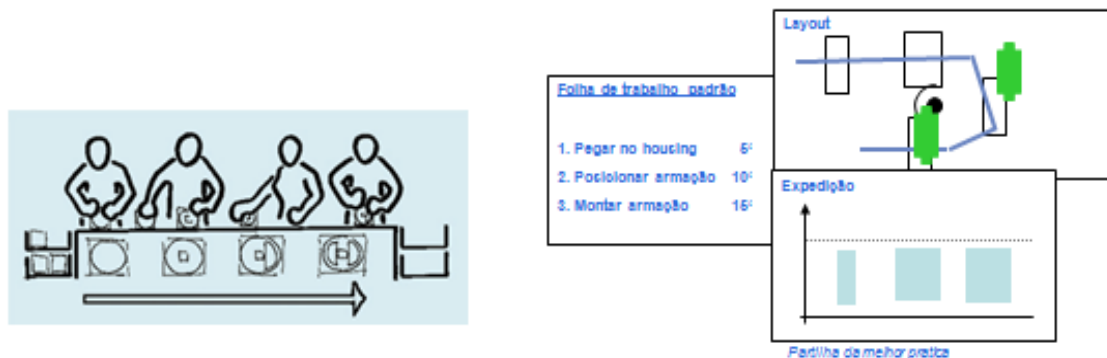 Layout
Folha de trabalho padrão
1. Pegar no housing 5"
2. Posicionar armação 10"
3. Montar armação 15"
Expedição
Partilha da melhor pratica